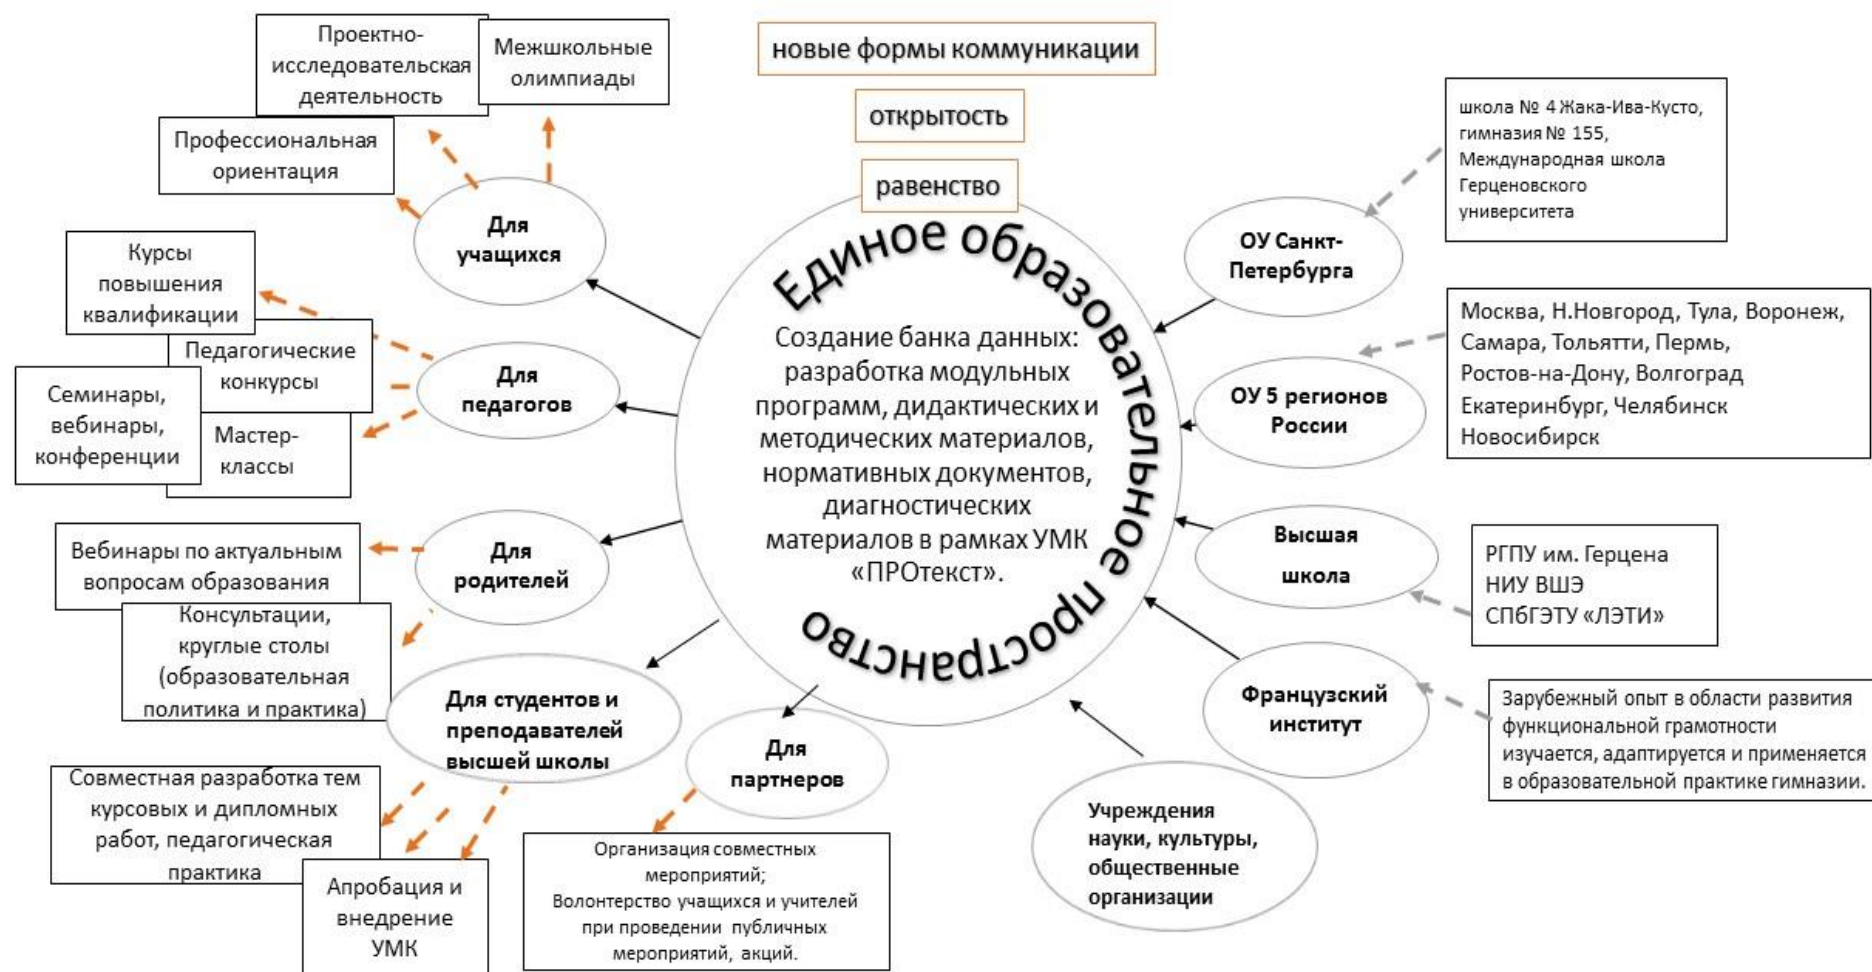 новые формы коммуникации
открытость
равенство
Единое образовательное пространство
Создание банка данных:
разработка модульных
программ, дидактических и
методических материалов,
нормативных документов,
диагностических
материалов в рамках УМК
«ПРОтекст».
Для
учащихся
Проектно-
исследовательская
деятельность
Межшкольные
олимпиады
Профессиональная
ориентация
Для
педагогов
Курсы
повышения
квалификации
Педагогические
конкурсы
Семинары,
вебинары,
конференции
Мастер-
классы
Для
родителей
Вебинары по актуальным
вопросам образования
Консультации,
круглые столы
(образовательная
политика и практика)
Для студентов и
преподавателей
высшей школы
Совместная разработка тем
курсовых и дипломных
работ, педагогическая
практика
Апробация и
внедрение
УМК
Для
партнеров
Организация совместных
мероприятий;
Волонтерство учащихся и учителей
при проведении публичных
мероприятий, акций.
ОУ Санкт-
Петербурга
школа № 4 Жака-Ива-Кусто,
гимназия № 155,
Международная школа
Герценовского
университета
ОУ 5 регионов
России
Москва, Н.Новгород, Тула, Воронеж,
Самара, Тольятти, Пермь,
Ростов-на-Дону, Волгоград
Екатеринбург, Челябинск
Новосибирск
Высшая
школа
РГПУ им. Герцена
НИУ ВШЭ
СПбГЭТУ «ЛЭТИ»
Французский
институт
Зарубежный опыт в области развития
функциональной грамотности
изучается, адаптируется и применяется
в образовательной практике гимназии.
Учреждения
науки, культуры,
общественные
организации